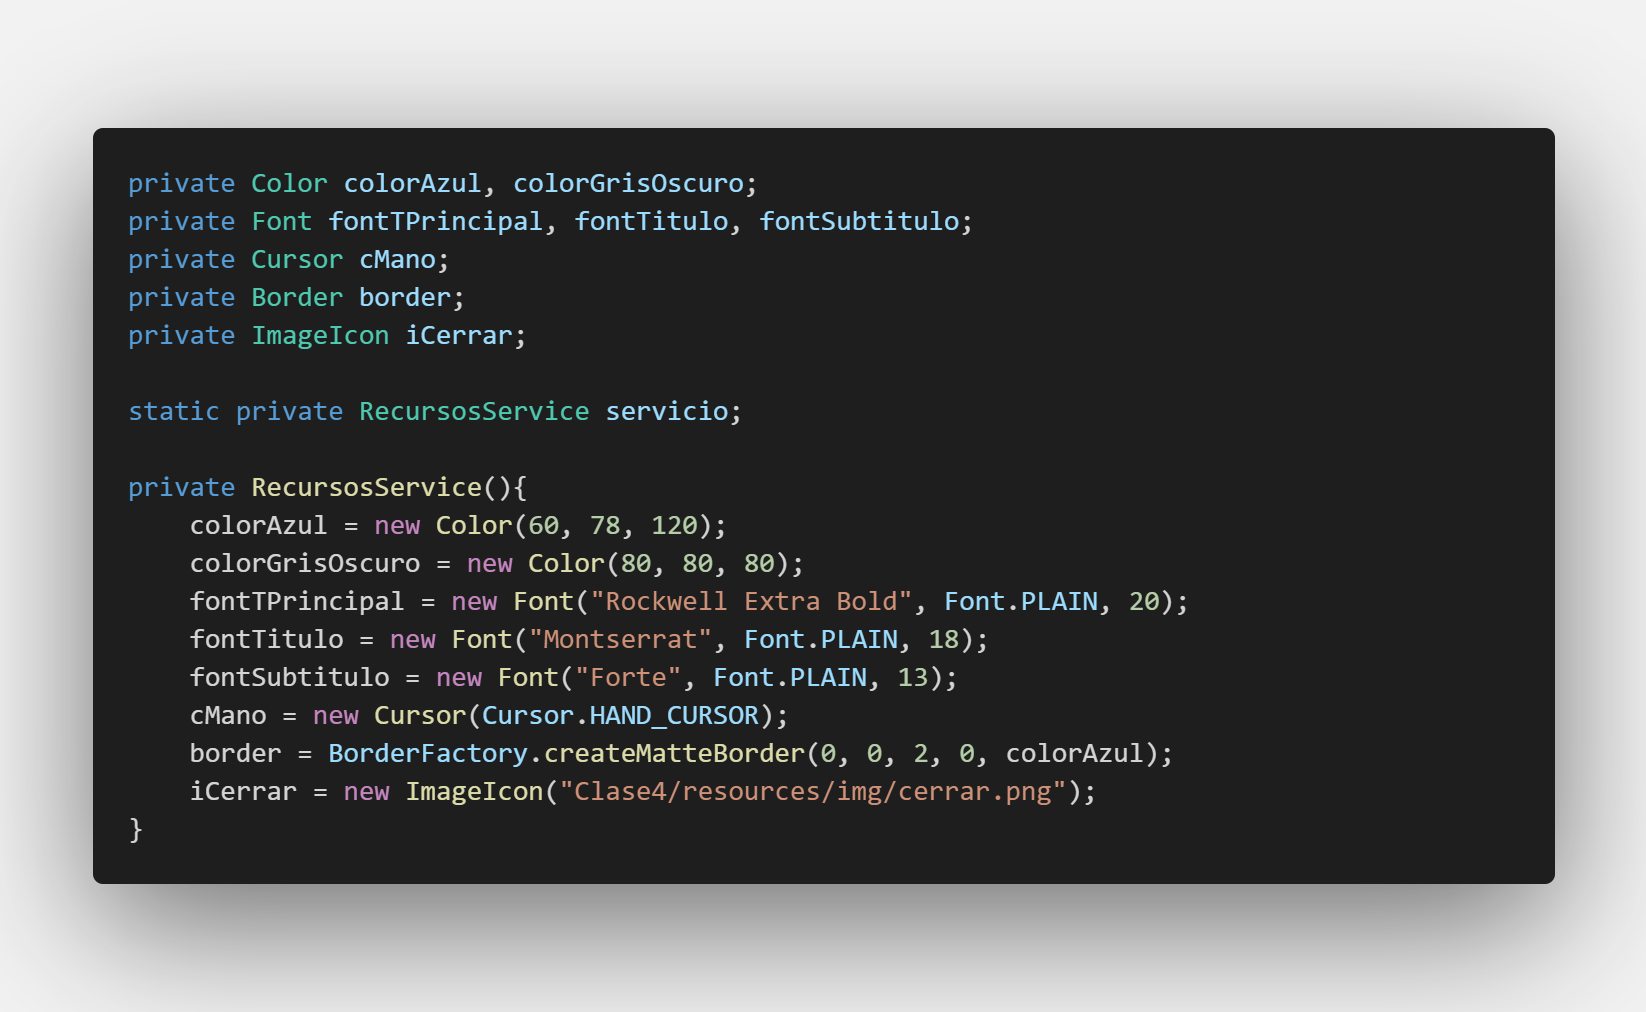 private Color colorAzul, colorGrisOscuro;
private Font fontTPrincipal, fontTitulo, fontSubtitulo;
private Cursor cMano;
private Border border;
private ImageIcon iCerrar;

static private RecursosService servicio;

private RecursosService(){
    colorAzul = new Color(60, 78, 120);
    colorGrisOscuro = new Color(80, 80, 80);
    fontTPrincipal = new Font("Rockwell Extra Bold", Font.PLAIN, 20);
    fontTitulo = new Font("Montserrat", Font.PLAIN, 18);
    fontSubtitulo = new Font("Forte", Font.PLAIN, 13);
    cMano = new Cursor(Cursor.HAND_CURSOR);
    border = BorderFactory.createMatteBorder(0, 0, 2, 0, colorAzul);
    iCerrar = new ImageIcon("Clase4/resources/img/cerrar.png");
}